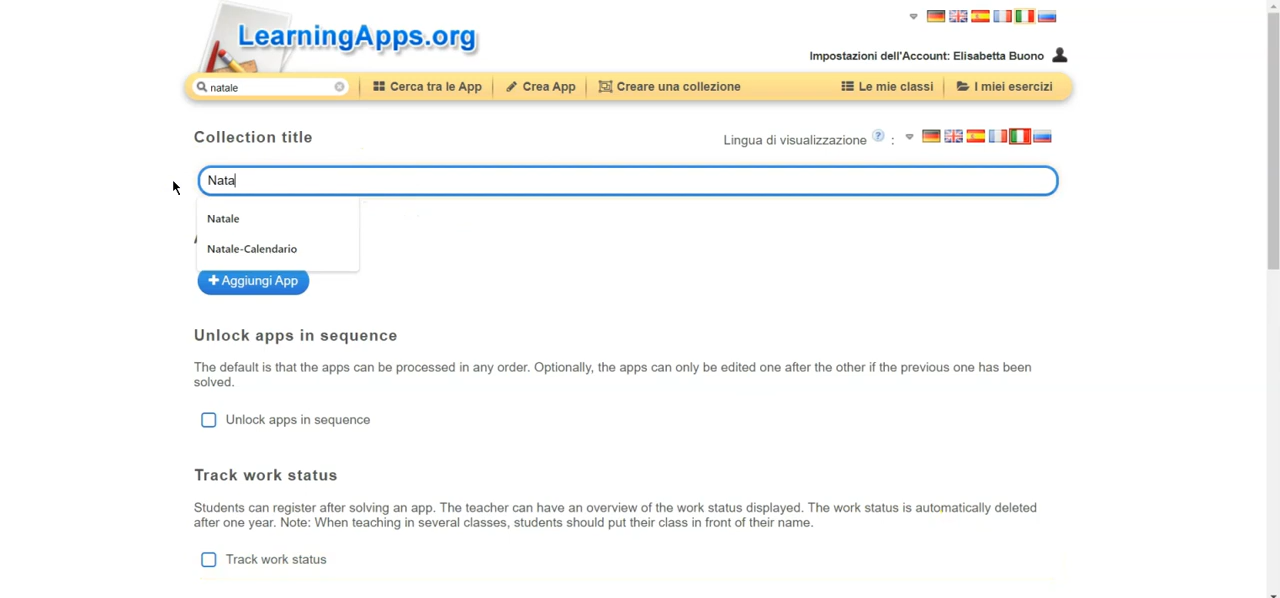 LearningApps.org
Impostazioni dell'Account: Elisabetta Buono
natale
Cerca tra le App
Crea App
Creare una collezione
Le mie classi
I miei esercizi
Collection title
Lingua di visualizzazione ? :
Nata
Natale
Natale-Calendario
Aggiungi App
Unlock apps in sequence
The default is that the apps can be processed in any order. Optionally, the apps can only be edited one after the other if the previous one has been
solved.
Unlock apps in sequence
Track work status
Students can register after solving an app. The teacher can have an overview of the work status displayed. The work status is automatically deleted
after one year. Note: When teaching in several classes, students should put their class in front of their name.
Track work status